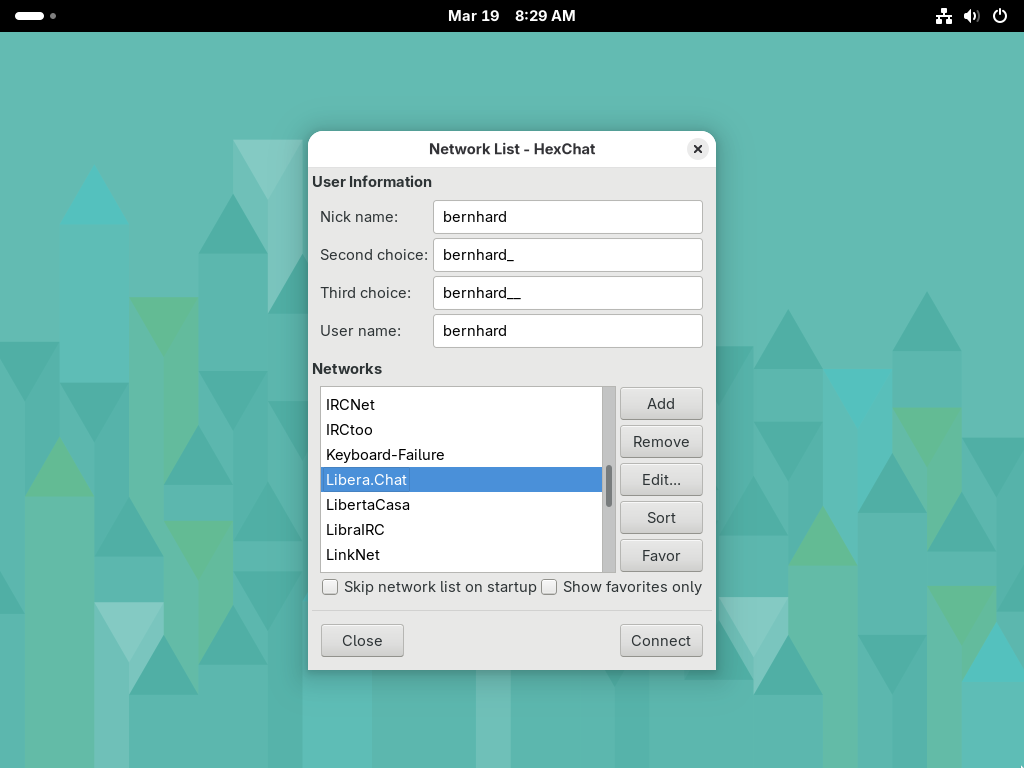 Mar 19 8:29 AM
Network List - HexChat
User Information
Nick name: bernhard
Second choice: bernhard_
Third choice: bernhard__
User name: bernhard
Networks
IRCNet
IRCtoo
Keyboard-Failure
Libera.Chat
LibertaCasa
LibraIRC
LinkNet
Add
Remove
Edit...
Sort
Favor
Skip network list on startup Show favorites only
Close Connect